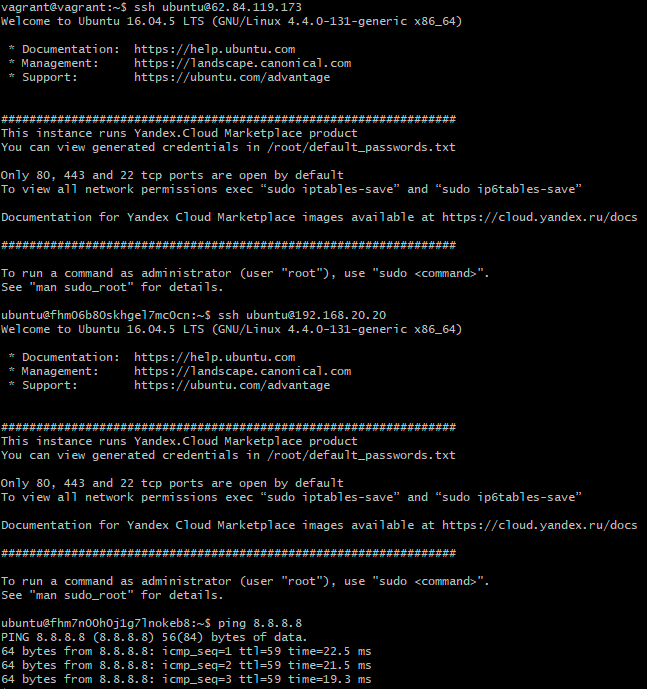 vagrant@vagrant:~$ ssh ubuntu@62.84.119.173
Welcome to Ubuntu 16.04.5 LTS (GNU/Linux 4.4.0-131-generic x86_64)
* Documentation: https://help.ubuntu.com
* Management: https://landscape.canonical.com
* Support: https://ubuntu.com/advantage
#################################################################
This instance runs Yandex.Cloud Marketplace product
You can view generated credentials in /root/default_passwords.txt
Only 80, 443 and 22 tcp ports are open by default
To view all network permissions exec “sudo iptables-save” and “sudo ip6tables-save”
Documentation for Yandex Cloud Marketplace images available at https://cloud.yandex.ru/docs
#################################################################
To run a command as administrator (user "root"), use "sudo <command>".
See "man sudo_root" for details.
ubuntu@fhm06b80skhgel7mc0cn:~$ ssh ubuntu@192.168.20.20
Welcome to Ubuntu 16.04.5 LTS (GNU/Linux 4.4.0-131-generic x86_64)
* Documentation: https://help.ubuntu.com
* Management: https://landscape.canonical.com
* Support: https://ubuntu.com/advantage
#################################################################
This instance runs Yandex.Cloud Marketplace product
You can view generated credentials in /root/default_passwords.txt
Only 80, 443 and 22 tcp ports are open by default
To view all network permissions exec “sudo iptables-save” and “sudo ip6tables-save”
Documentation for Yandex Cloud Marketplace images available at https://cloud.yandex.ru/docs
#################################################################
To run a command as administrator (user "root"), use "sudo <command>".
See "man sudo_root" for details.
ubuntu@fhm7n00h0j1g7lnokeb8:~$ ping 8.8.8.8
PING 8.8.8.8 (8.8.8.8) 56(84) bytes of data.
64 bytes from 8.8.8.8: icmp_seq=1 ttl=59 time=22.5 ms
64 bytes from 8.8.8.8: icmp_seq=2 ttl=59 time=21.5 ms
64 bytes from 8.8.8.8: icmp_seq=3 ttl=59 time=19.3 ms